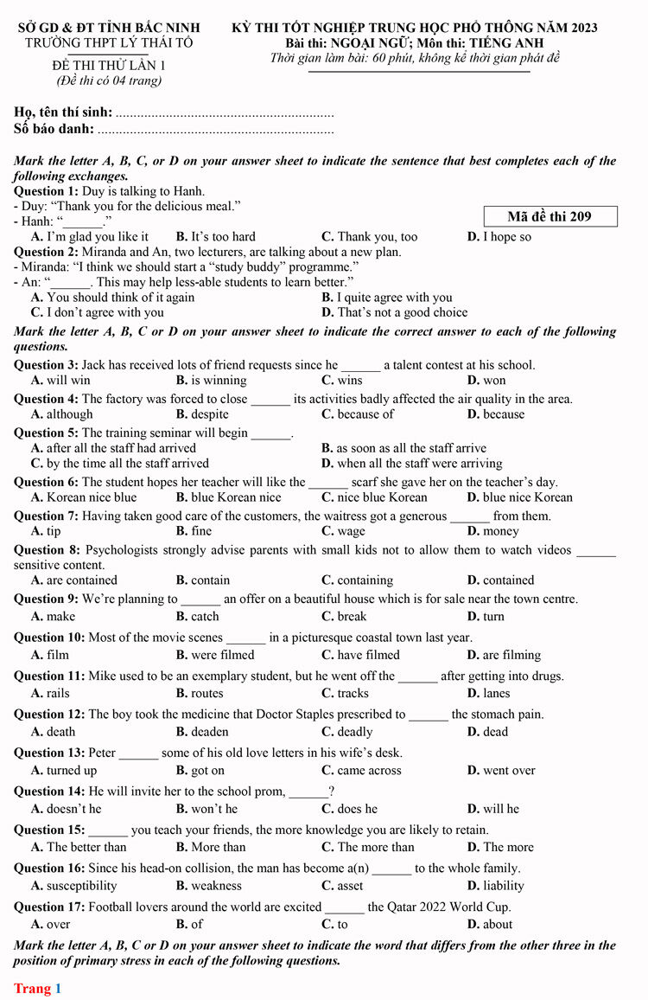 SỞ GD & ĐT TỈNH BẮC NINH
TRƯỜNG THPT LÝ THÁI TỔ
ĐỀ THI THỬ LẦN 1
(Đề thi có 04 trang)
KỲ THI TỐT NGHIỆP TRUNG HỌC PHỔ THÔNG NĂM 2023
Bài thi: NGOẠI NGỮ; Môn thi: TIẾNG ANH
Thời gian làm bài: 60 phút, không kể thời gian phát đề
Họ, tên thí sinh: ................................................................
Số báo danh: .....................................................................
Mark the letter A, B, C, or D on your answer sheet to indicate the sentence that best completes each of the
following exchanges.
Question 1: Duy is talking to Hanh.
- Duy: “Thank you for the delicious meal.”
- Hanh: “______.”
Mã đề thi 209
A. I’m glad you like it B. It’s too hard C. Thank you, too D. I hope so
Question 2: Miranda and An, two lecturers, are talking about a new plan.
- Miranda: “I think we should start a “study buddy” programme.”
- An: “______. This may help less-able students to learn better.”
A. You should think of it again B. I quite agree with you
C. I don’t agree with you D. That’s not a good choice
Mark the letter A, B, C or D on your answer sheet to indicate the correct answer to each of the following
questions.
Question 3: Jack has received lots of friend requests since he ______ a talent contest at his school.
A. will win B. is winning C. wins D. won
Question 4: The factory was forced to close ______ its activities badly affected the air quality in the area.
A. although B. despite C. because of D. because
Question 5: The training seminar will begin ______.
A. after all the staff had arrived B. as soon as all the staff arrive
C. by the time all the staff arrived D. when all the staff were arriving
Question 6: The student hopes her teacher will like the ______ scarf she gave her on the teacher’s day.
A. Korean nice blue B. blue Korean nice C. nice blue Korean D. blue nice Korean
Question 7: Having taken good care of the customers, the waitress got a generous ______ from them.
A. tip B. fine C. wage D. money
Question 8: Psychologists strongly advise parents with small kids not to allow them to watch videos ______
sensitive content.
A. are contained B. contain C. containing D. contained
Question 9: We’re planning to ______ an offer on a beautiful house which is for sale near the town centre.
A. make B. catch C. break D. turn
Question 10: Most of the movie scenes ______ in a picturesque coastal town last year.
A. film B. were filmed C. have filmed D. are filming
Question 11: Mike used to be an exemplary student, but he went off the ______ after getting into drugs.
A. rails B. routes C. tracks D. lanes
Question 12: The boy took the medicine that Doctor Staples prescribed to ______ the stomach pain.
A. death B. deaden C. deadly D. dead
Question 13: Peter ______ some of his old love letters in his wife’s desk.
A. turned up B. got on C. came across D. went over
Question 14: He will invite her to the school prom, ______?
A. doesn’t he B. won’t he C. does he D. will he
Question 15: ______ you teach your friends, the more knowledge you are likely to retain.
A. The better than B. More than C. The more than D. The more
Question 16: Since his head-on collision, the man has become a(n) ______ to the whole family.
A. susceptibility B. weakness C. asset D. liability
Question 17: Football lovers around the world are excited ______ the Qatar 2022 World Cup.
A. over B. of C. to D. about
Mark the letter A, B, C or D on your answer sheet to indicate the word that differs from the other three in the
position of primary stress in each of the following questions.
Trang 1